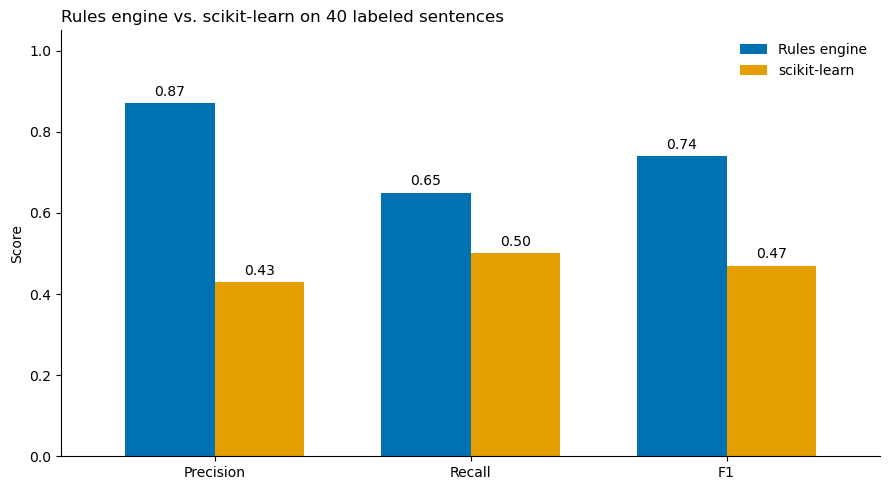 Rules engine vs. scikit-learn on 40 labeled sentences
Rules engine
scikit-learn
1.0
0.8
0.6
0.4
0.2
0.0
Score
0.87
0.43
0.65
0.50
0.74
0.47
Precision
Recall
F1